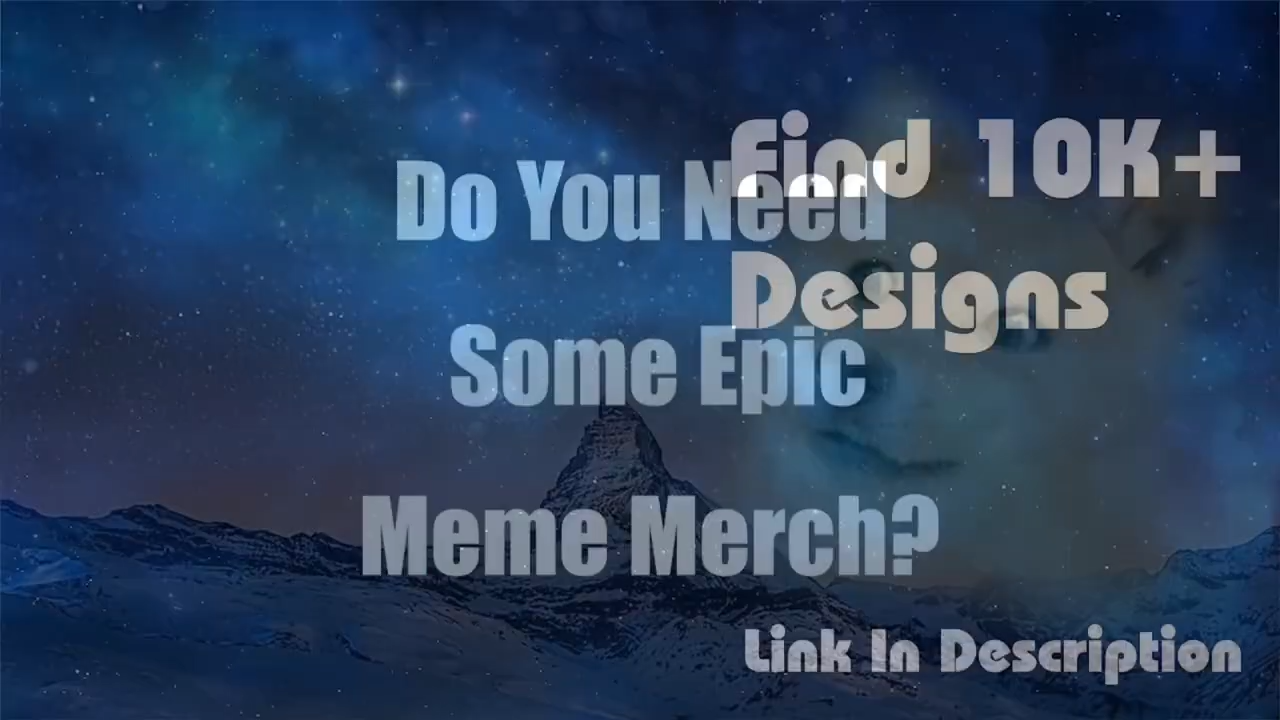 Do You Need
Some Epic
Meme Merch?
Find 10K+
Designs
Link In Description